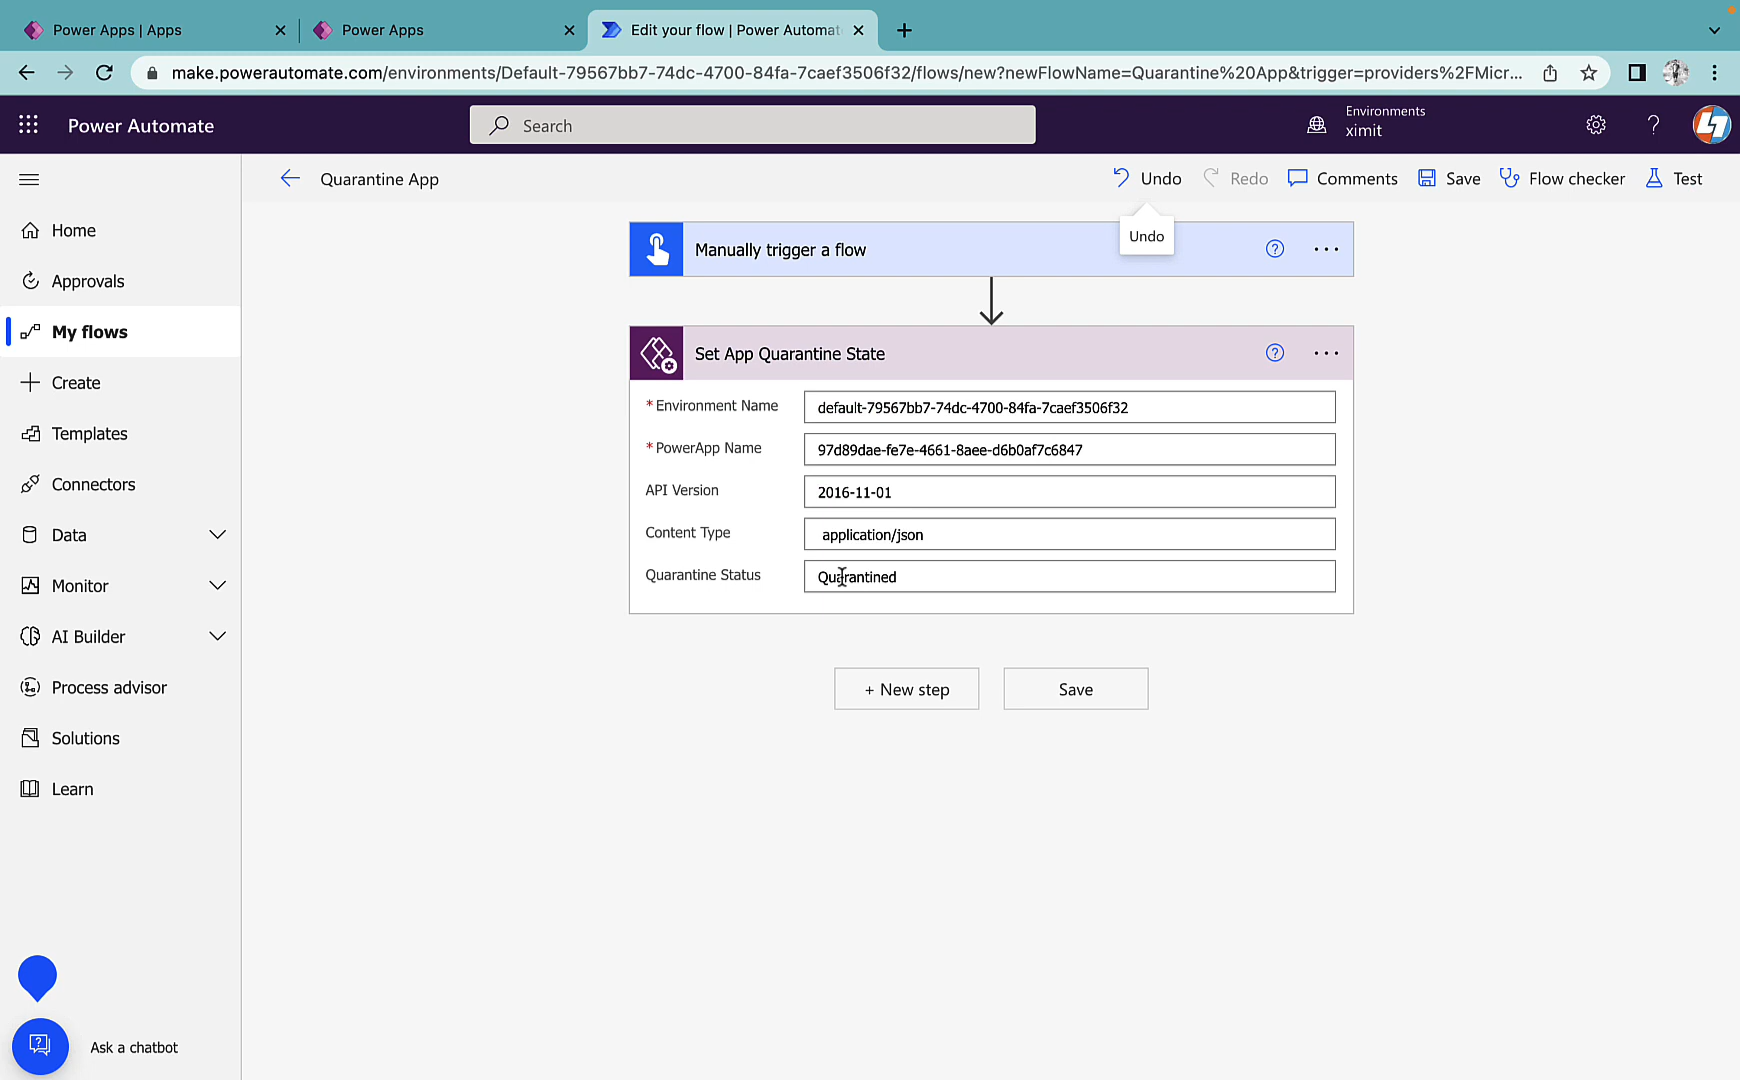 Power Apps | Apps
Power Apps
Edit your flow | Power Automat
make.powerautomate.com/environments/Default-79567bb7-74dc-4700-84fa-7caef3506f32/flows/new?newFlowName=Quarantine%20App&trigger=providers%2FMicr...
Power Automate
Search
Environments
ximit
Quarantine App
Undo
Redo
Comments
Save
Flow checker
Test
Undo
Home
Approvals
My flows
Create
Templates
Connectors
Data
Monitor
AI Builder
Process advisor
Solutions
Learn
Ask a chatbot
Manually trigger a flow
Set App Quarantine State
*Environment Name
default-79567bb7-74dc-4700-84fa-7caef3506f32
*PowerApp Name
97d89dae-fe7e-4661-8aee-d6b0af7c6847
API Version
2016-11-01
Content Type
application/json
Quarantine Status
Quarantined
+ New step
Save